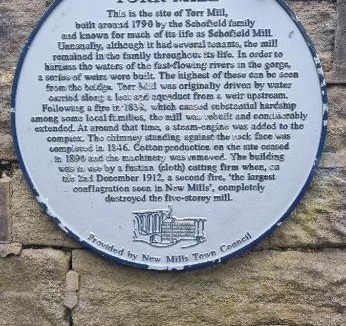 TORR MILL
This is the site of Torr Mill,
built around 1790 by the Schofield family
and known for much of its life as Schofield Mill.
Unusually, although it had several tenants, the mill
remained in the family throughout its life. In order to
harness the waters of the fast-flowing rivers in the gorge,
a series of weirs were built. The highest of these can be seen
from the bridge. Torr Mill was originally driven by water
carried along a leat and aqueduct from a weir upstream.
Following a fire in 1838, which caused substantial hardship
among some local families, the mill was rebuilt and considerably
extended. At around that time, a steam-engine was added to the
complex. The chimney standing against the rock face was
completed in 1846. Cotton production on the site ceased
in 1890 and the machinery was removed. The building
was in use by a fustian (cloth) cutting firm when, on
the 2nd December 1912, a second fire, 'the largest
conflagration seen in New Mills', completely
destroyed the five-storey mill.
Provided by New Mills Town Council